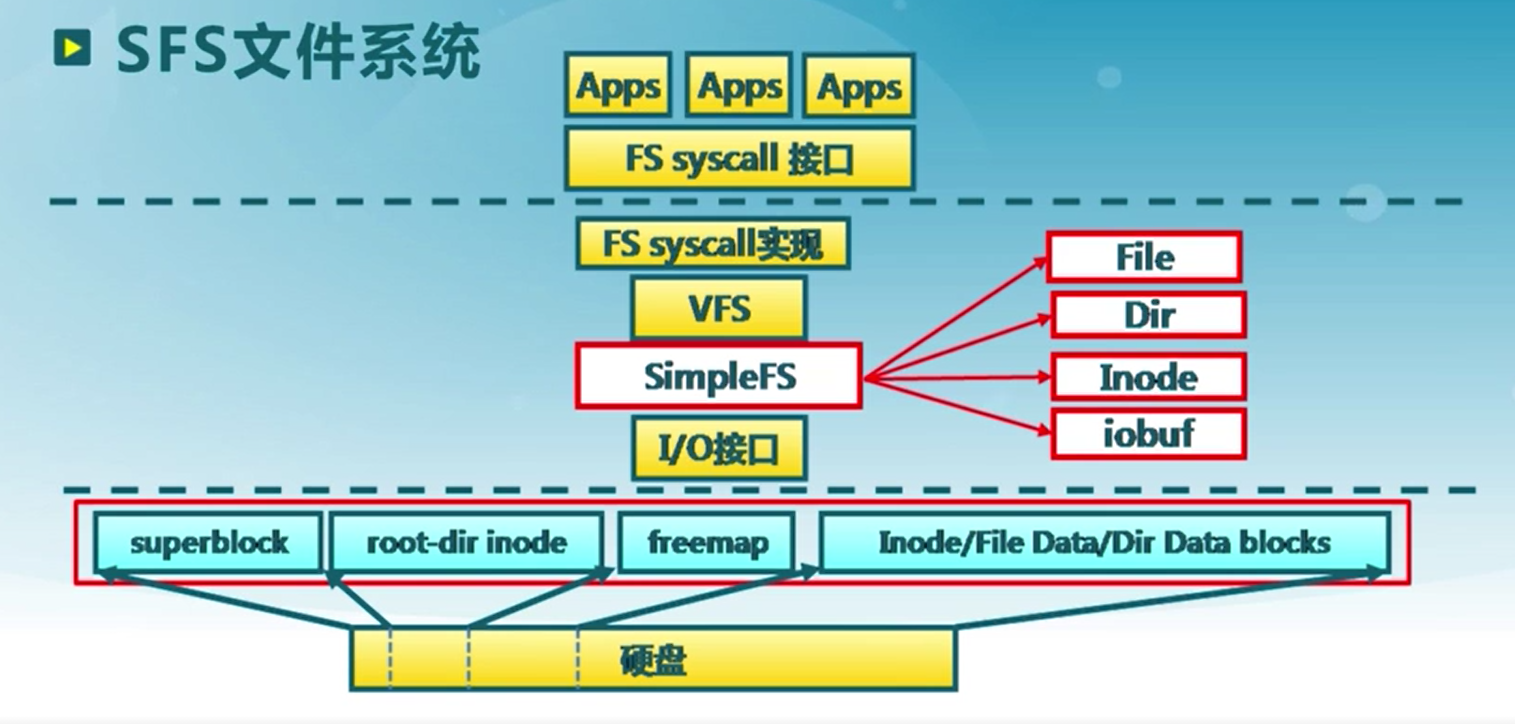 SFS文件系统
Apps Apps Apps
FS syscall 接口
FS syscall实现
VFS
SimpleFS
I/O接口
File
Dir
Inode
iobuf
superblock root-dir inode freemap Inode/File Data/Dir Data blocks
硬盘